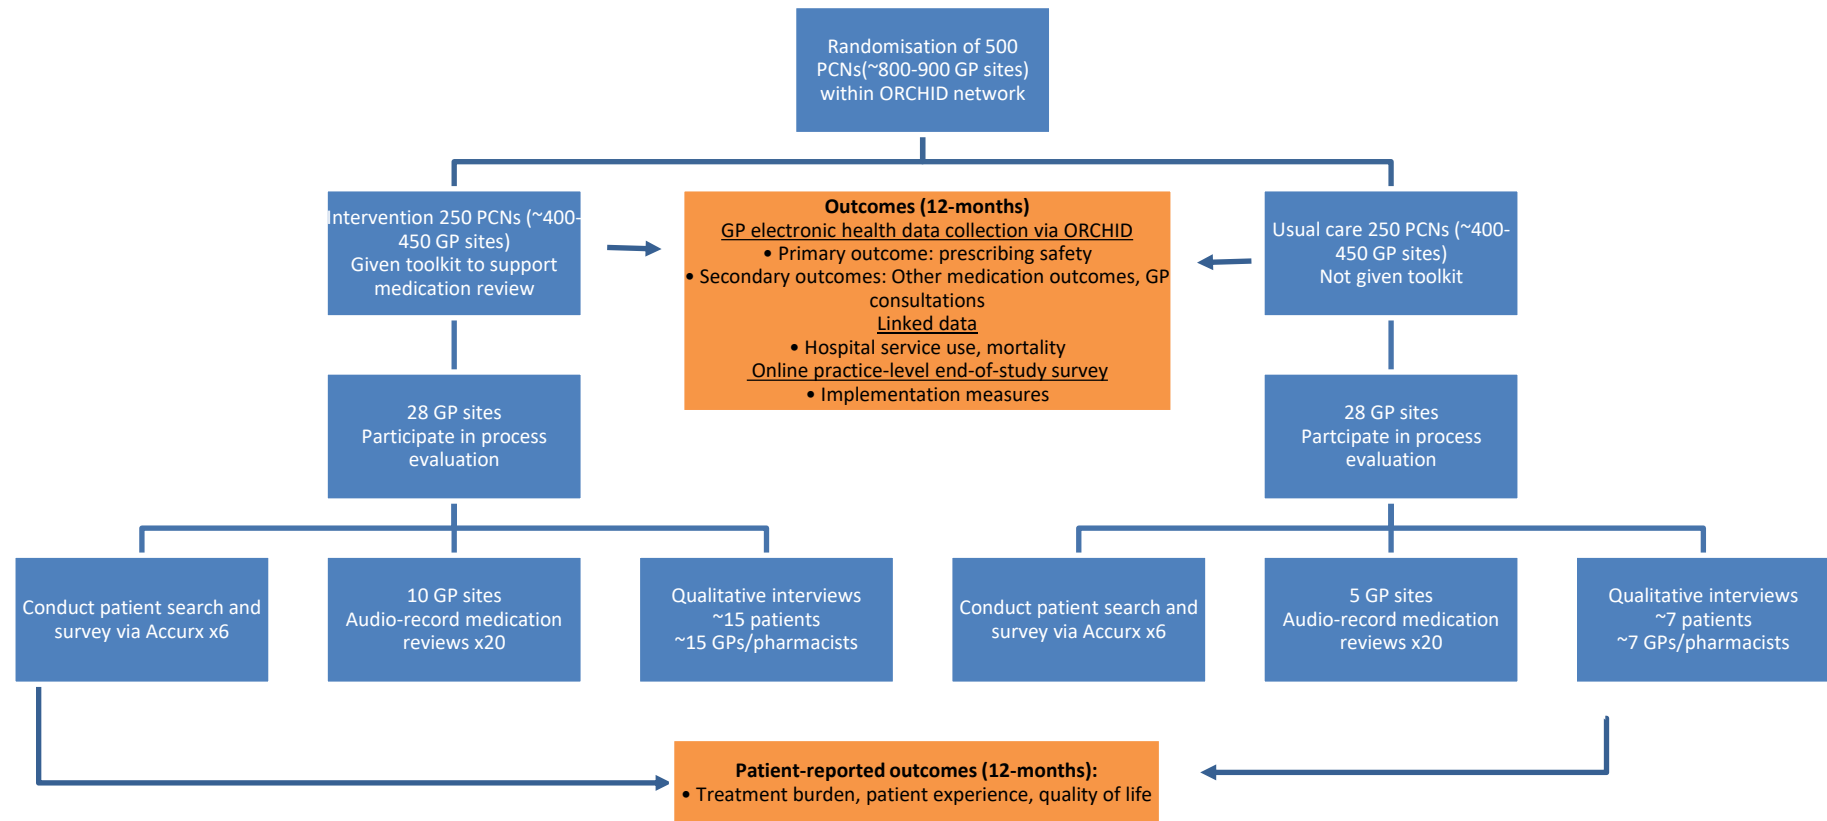 Randomisation of 500
PCNs(~800-900 GP sites)
within ORCHID network
Intervention 250 PCNs (~400-
450 GP sites)
Given toolkit to support
medication review
Outcomes (12-months)
GP electronic health data collection via ORCHID
• Primary outcome: prescribing safety
• Secondary outcomes: Other medication outcomes, GP
consultations
Linked data
• Hospital service use, mortality
Online practice-level end-of-study survey
• Implementation measures
Usual care 250 PCNs (~400-
450 GP sites)
Not given toolkit
28 GP sites
Participate in process
evaluation
28 GP sites
Partcipate in process
evaluation
Conduct patient search and
survey via Accurx x6
10 GP sites
Audio-record medication
reviews x20
Qualitative interviews
~15 patients
~15 GPs/pharmacists
Conduct patient search and
survey via Accurx x6
5 GP sites
Audio-record medication
reviews x20
Qualitative interviews
~7 patients
~7 GPs/pharmacists
Patient-reported outcomes (12-months):
• Treatment burden, patient experience, quality of life